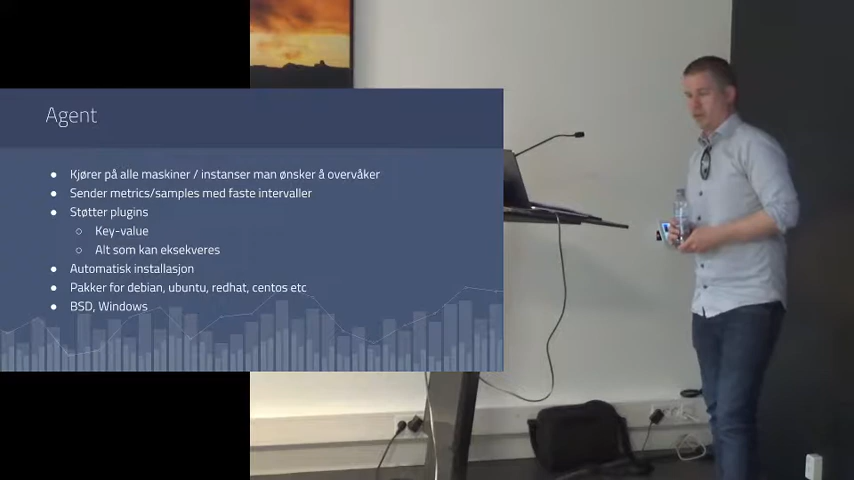 Agent
Kjører på alle maskiner / instanser man ønsker å overvåker
Sender metrics/samples med faste intervaller
Støtter plugins
Key-value
Alt som kan eksekveres
Automatisk installasjon
Pakker for debian, ubuntu, redhat, centos etc
BSD, Windows